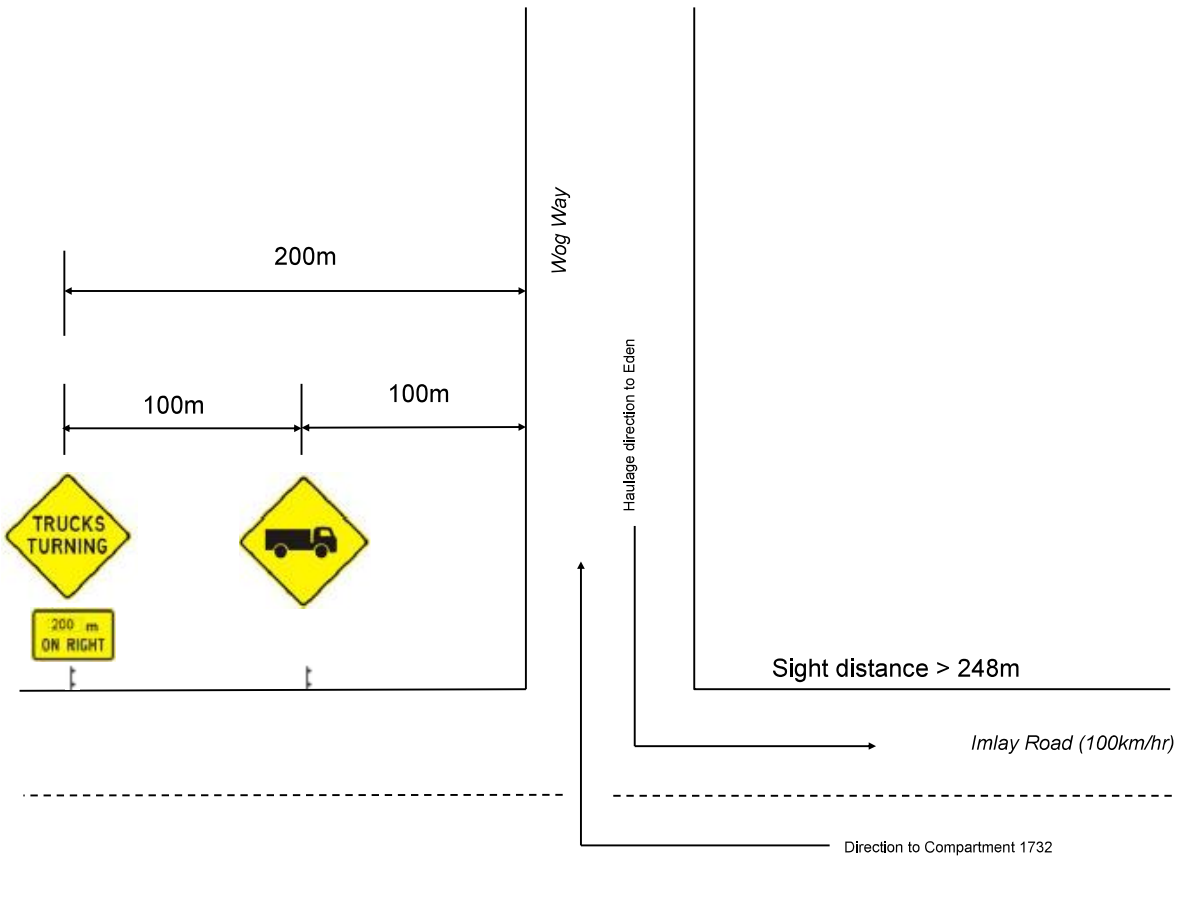 Wog Way
200m
Haulage direction to Eden
100m
100m
TRUCKS
TURNING
200 m
ON RIGHT
Sight distance > 248m
Imlay Road (100km/hr)
Direction to Compartment 1732